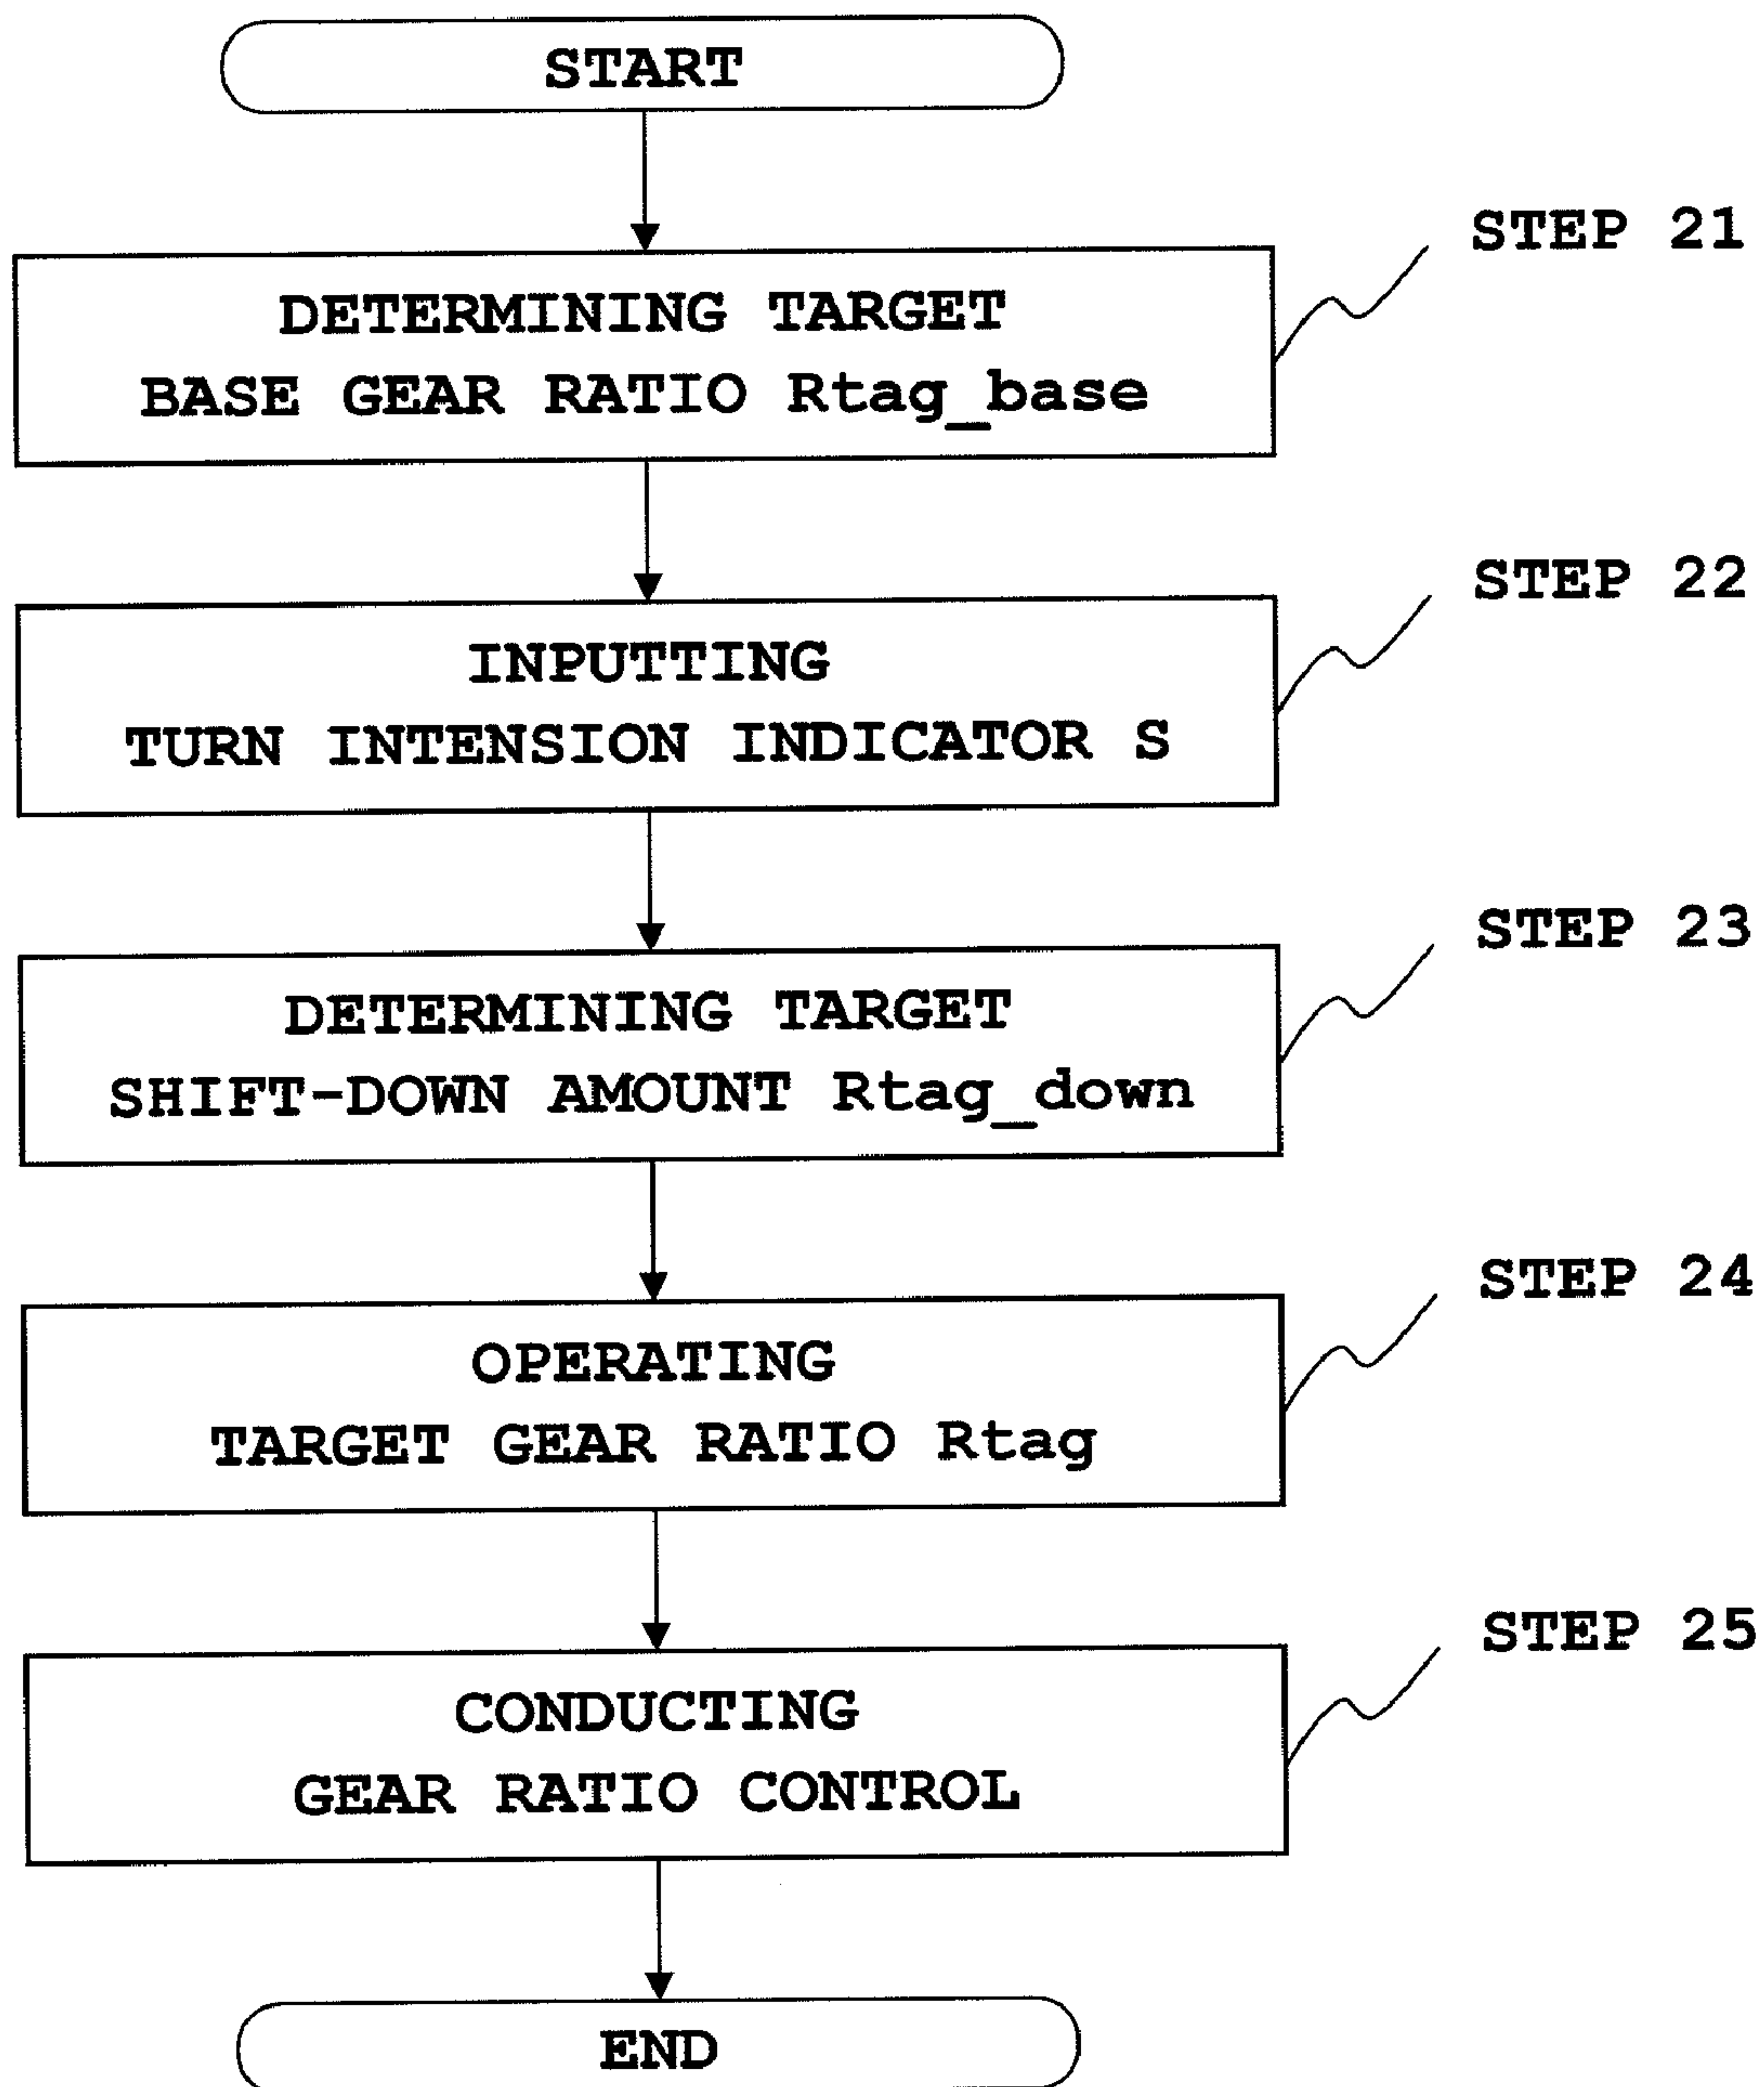 START
STEP 21
DETERMINING TARGET
BASE GEAR RATIO Rtag_base
STEP 22
INPUTTING
TURN INTENSION INDICATOR S
STEP 23
DETERMINING TARGET
SHIFT-DOWN AMOUNT Rtag_down
STEP 24
OPERATING
TARGET GEAR RATIO Rtag
STEP 25
CONDUCTING
GEAR RATIO CONTROL
END